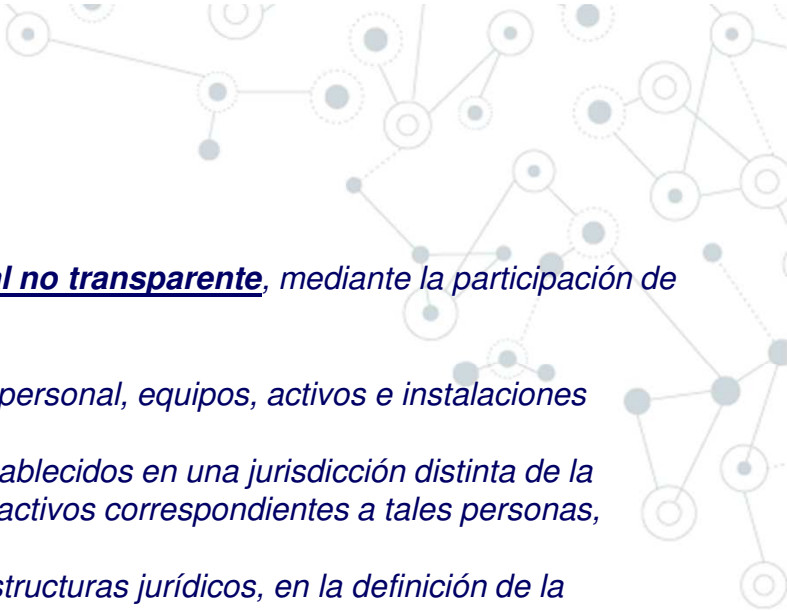 l no transparente, mediante la participación de
personal, equipos, activos e instalaciones
ablecidos en una jurisdicción distinta de la
activos correspondientes a tales personas,
structuras jurídicos, en la definición de la